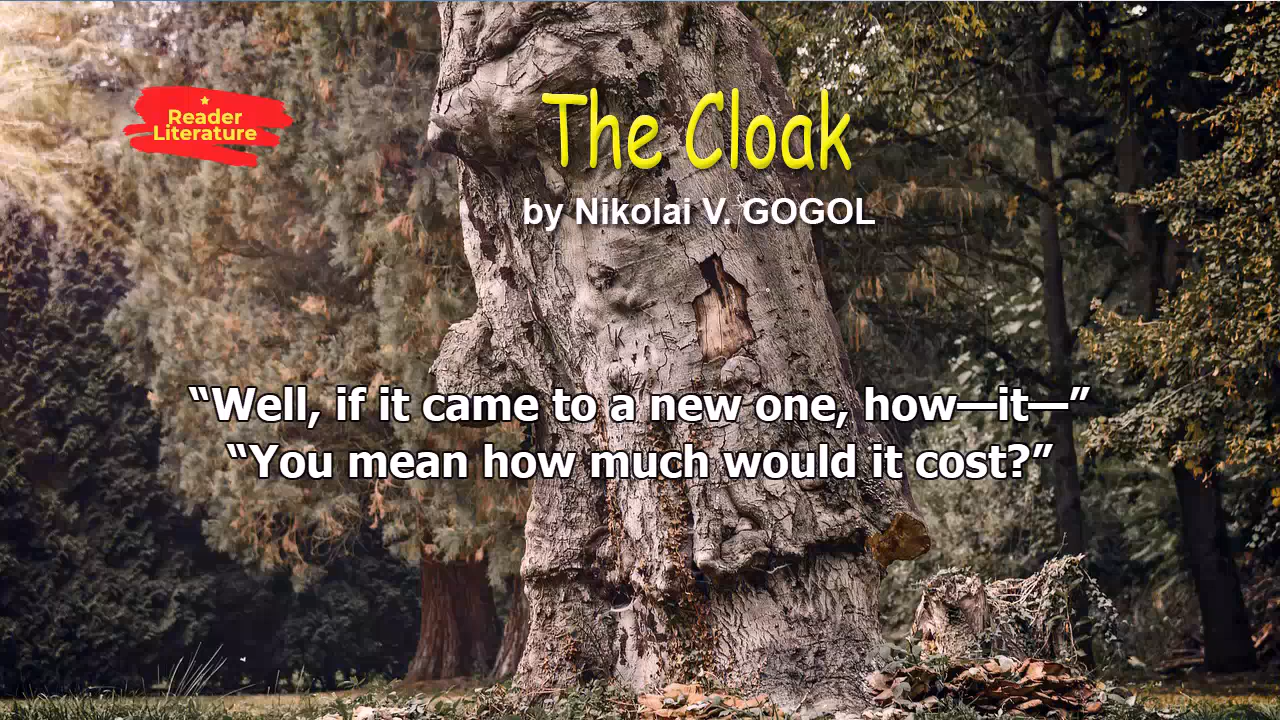 Reader
Literature
The Cloak
by Nikolai V. GOGOL
“Well, if it came to a new one, how—it—”
“You mean how much would it cost?”